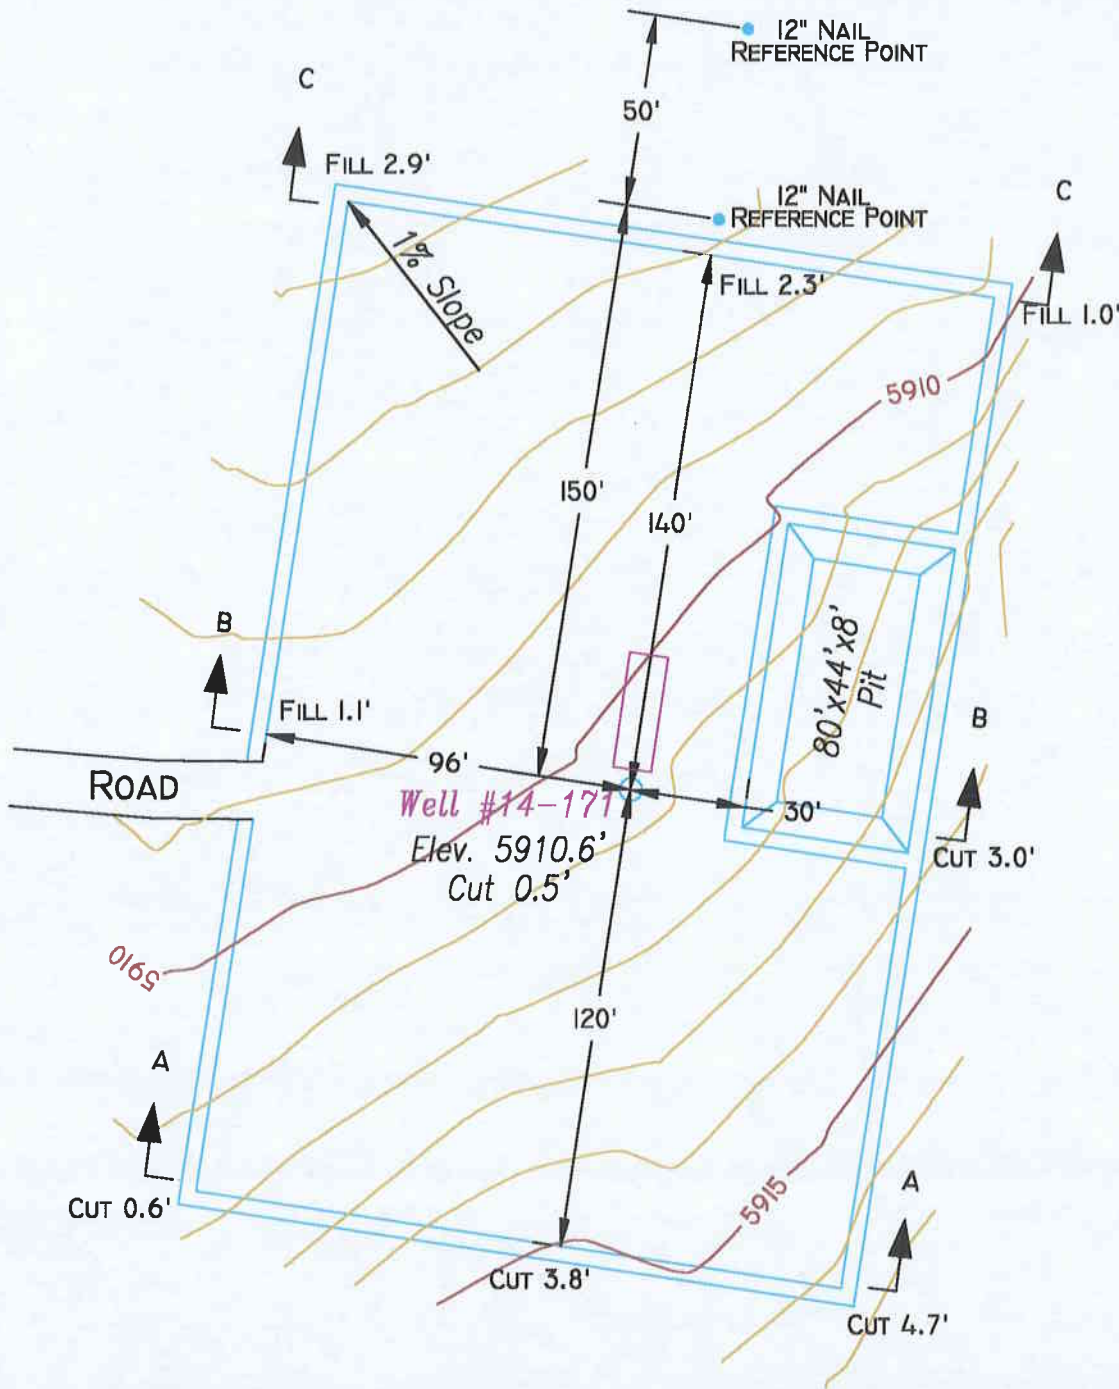 12" NAIL
REFERENCE POINT
C
50'
FILL 2.9'
12" NAIL
REFERENCE POINT
C
1% Slope
FILL 2.3'
FILL 1.0'
5910
150'
140'
B
80'x44'x8'
Pit
FILL 1.1'
B
96'
ROAD
Well #14-171
30'
Elev. 5910.6'
CUT 3.0'
Cut 0.5'
5910
120'
A
A
CUT 0.6'
5915
CUT 3.8'
CUT 4.7'